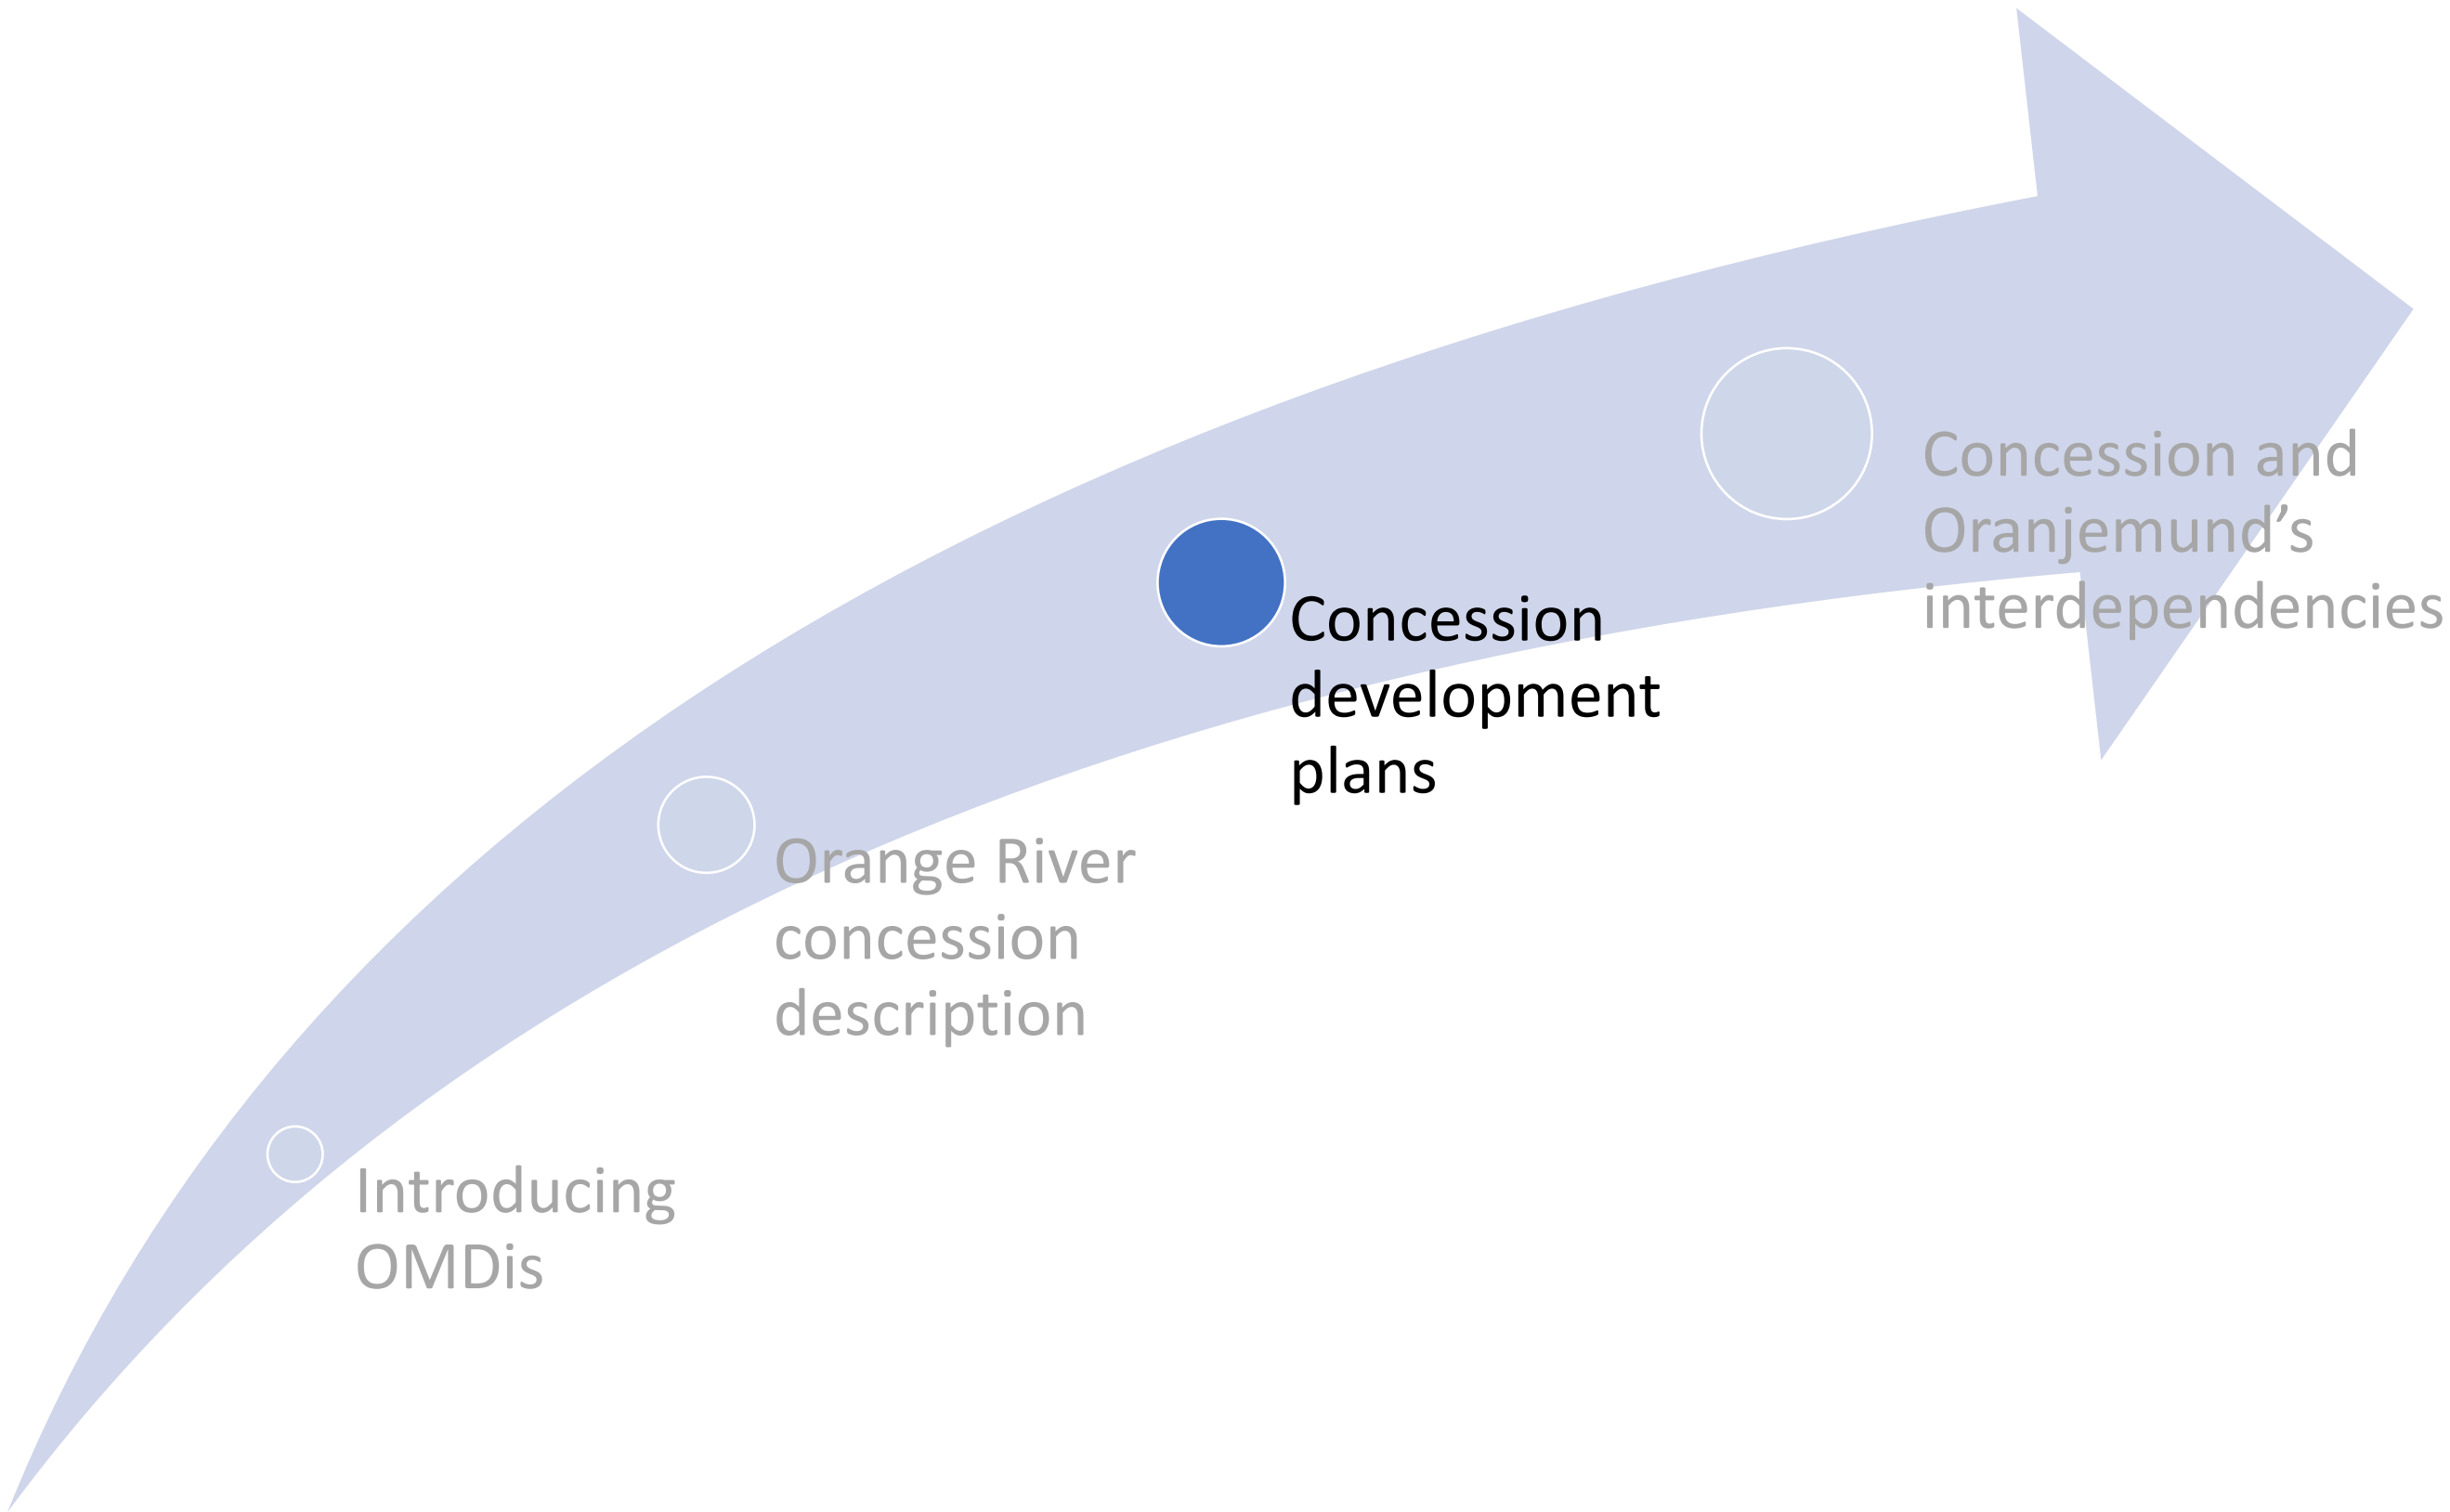 Introducing
OMDis
Orange River
concession
description
Concession
development
plans
Concession and
Oranjemund’s
interdependencies